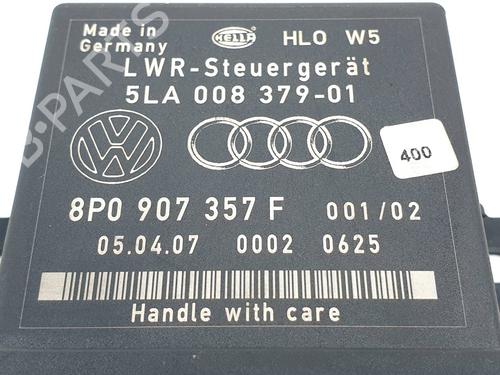 Made in
Germany
HELLA
HLO W5
LWR-Steuergerät
5LA 008 379-01
400
8P0 907 357 F 001/02
05.04.07 0002 0625
Handle with care
B-PARTS